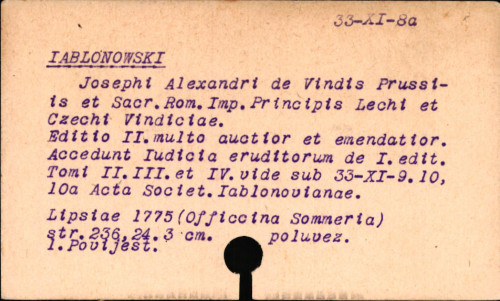 33-XI-8a
IABLONOWSKI
Josephi Alexandri de Vindis Prussi-
is et Sacr.Rom.Imp.Principis Lechi et
Czechi Vindiciae.
Editio II.multo auctior et emendatior.
Accedunt Iudicia eruditorum de I.edit.
Tomi II.III.et IV.vide sub 33-XI-9.10,
10a Acta Societ.Iablonovianae.
Lipsiae 1775(Officcina Sommeria)
str.236,24.3 cm. poluvez.
1.Povijest.